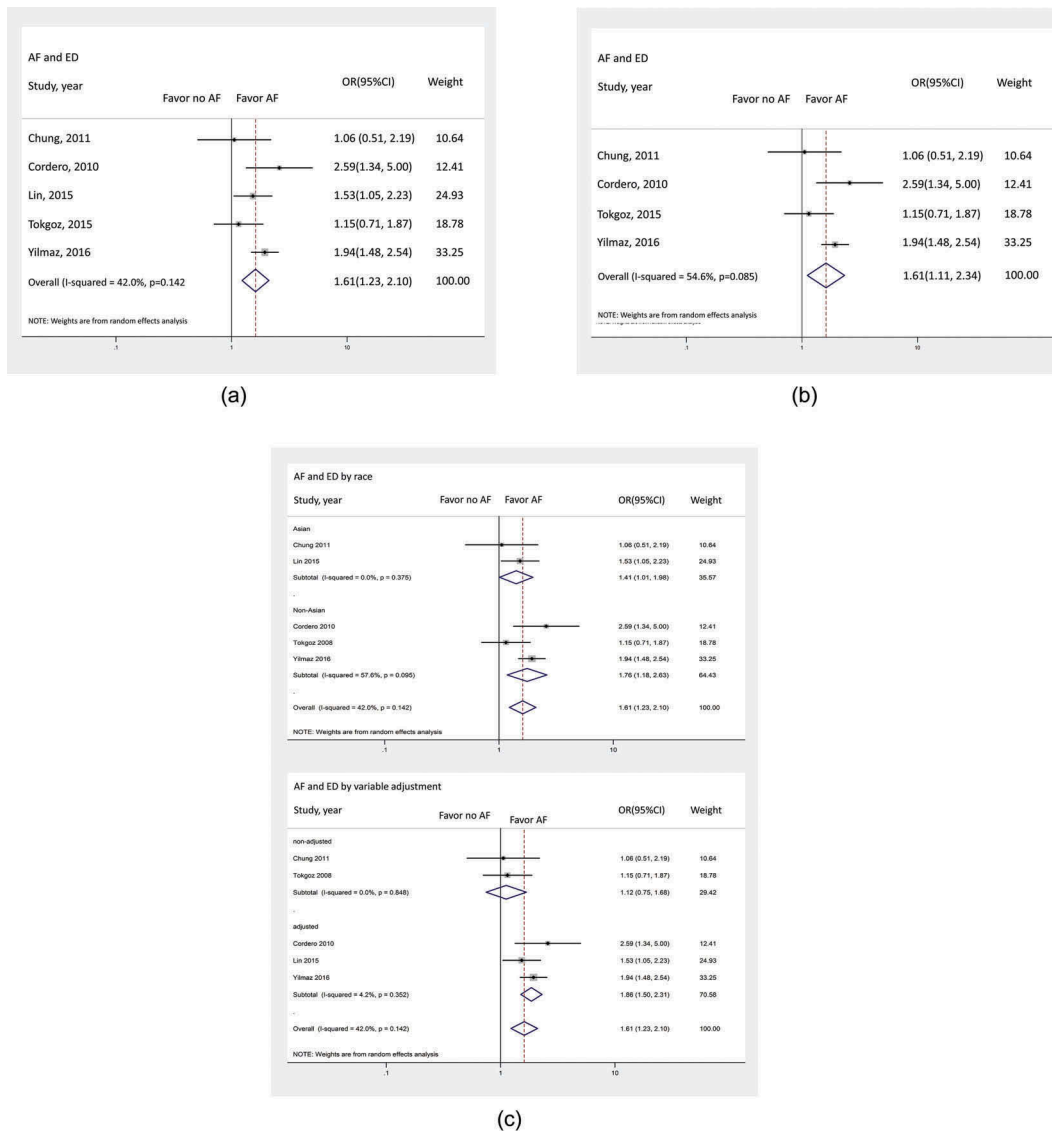 AF and ED
Study, year OR(95%CI) Weight
Favor no AF Favor AF
Chung, 2011 1.06 (0.51, 2.19) 10.64
Cordero, 2010 2.59(1.34, 5.00) 12.41
Lin, 2015 1.53(1.05, 2.23) 24.93
Tokgoz, 2015 1.15(0.71, 1.87) 18.78
Yilmaz, 2016 1.94(1.48, 2.54) 33.25
Overall (I-squared = 42.0%, p=0.142 1.61(1.23, 2.10) 100.00
NOTE: Weights are from random effects analysis
.1 1 10
(a)
AF and ED
Study, year OR(95%CI) Weight
Favor no AF Favor AF
Chung, 2011 1.06 (0.51, 2.19) 10.64
Cordero, 2010 2.59(1.34, 5.00) 12.41
Tokgoz, 2015 1.15(0.71, 1.87) 18.78
Yilmaz, 2016 1.94(1.48, 2.54) 33.25
Overall (I-squared = 54.6%, p=0.085) 1.61(1.11, 2.34) 100.00
NOTE: Weights are from random effects analysis
.1 1 10
(b)
AF and ED by race
Study, year Favor no AF Favor AF OR(95%CI) Weight
Asian
Chung 2011 1.06 (0.51, 2.19) 10.64
Lin 2015 1.53 (1.05, 2.23) 24.93
Subtotal (I-squared = 0.0%, p = 0.375) 1.41 (1.01, 1.98) 35.57
.
Non-Asian
Cordero 2010 2.59 (1.34, 5.00) 12.41
Tokgoz 2008 1.15 (0.71, 1.87) 18.78
Yilmaz 2016 1.94 (1.48, 2.54) 33.25
Subtotal (I-squared = 57.6%, p = 0.095) 1.76 (1.18, 2.63) 64.43
.
Overall (I-squared = 42.0%, p = 0.142) 1.61 (1.23, 2.10) 100.00
NOTE: Weights are from random effects analysis
.1 1 10
AF and ED by variable adjustment
Study, year Favor no AF Favor AF OR(95%CI) Weight
non-adjusted
Chung 2011 1.06 (0.51, 2.19) 10.64
Tokgoz 2008 1.15 (0.71, 1.87) 18.78
Subtotal (I-squared = 0.0%, p = 0.848) 1.12 (0.75, 1.68) 29.42
.
adjusted
Cordero 2010 2.59 (1.34, 5.00) 12.41
Lin 2015 1.53 (1.05, 2.23) 24.93
Yilmaz 2016 1.94 (1.48, 2.54) 33.25
Subtotal (I-squared = 4.2%, p = 0.352) 1.86 (1.50, 2.31) 70.58
.
Overall (I-squared = 42.0%, p = 0.142) 1.61 (1.23, 2.10) 100.00
NOTE: Weights are from random effects analysis
.1 1 10
(c)